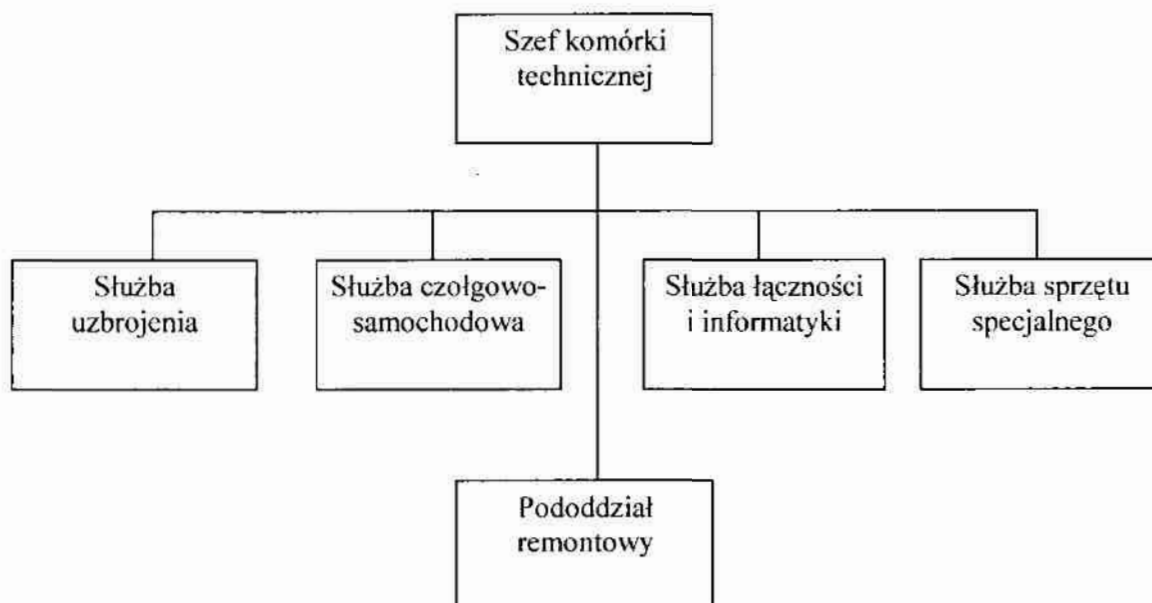 Szef komórki
technicznej
Służba
uzbrojenia
Służba czołgowo-
samochodowa
Służba łączności
i informatyki
Służba sprzętu
specjalnego
Pododdział
remontowy